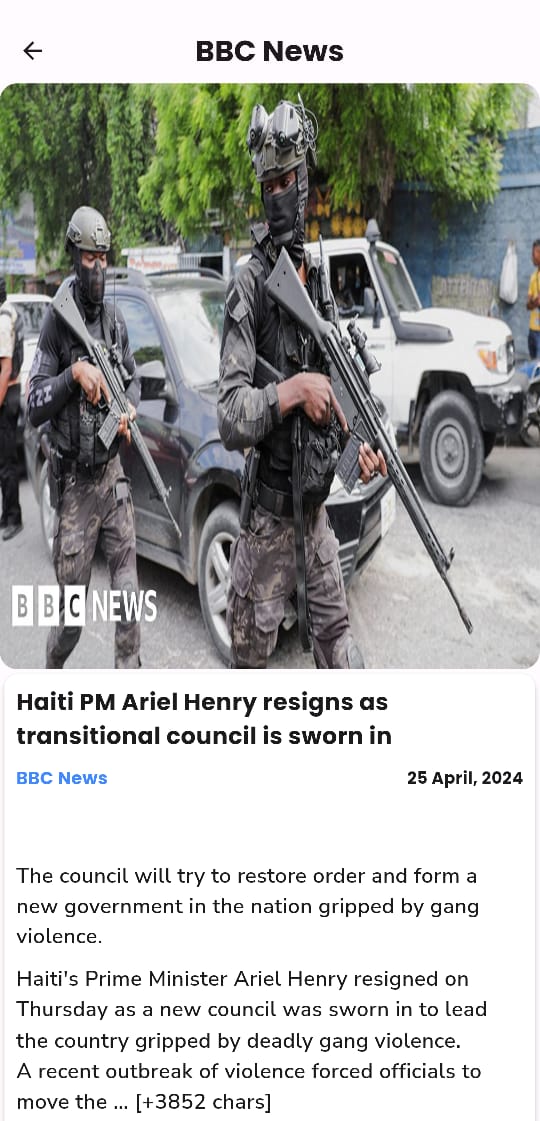 BBC News
BBC NEWS
Haiti PM Ariel Henry resigns as
transitional council is sworn in
BBC News
25 April, 2024
The council will try to restore order and form a
new government in the nation gripped by gang
violence.
Haiti's Prime Minister Ariel Henry resigned on
Thursday as a new council was sworn in to lead
the country gripped by deadly gang violence.
A recent outbreak of violence forced officials to
move the ... [+3852 chars]